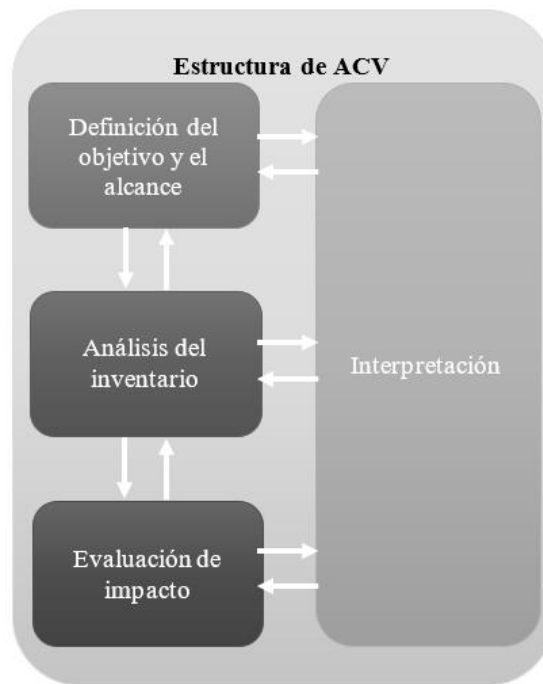 Estructura de ACV
Definición del
objetivo y el
alcance
Análisis del
inventario
Interpretación
Evaluación de
impacto